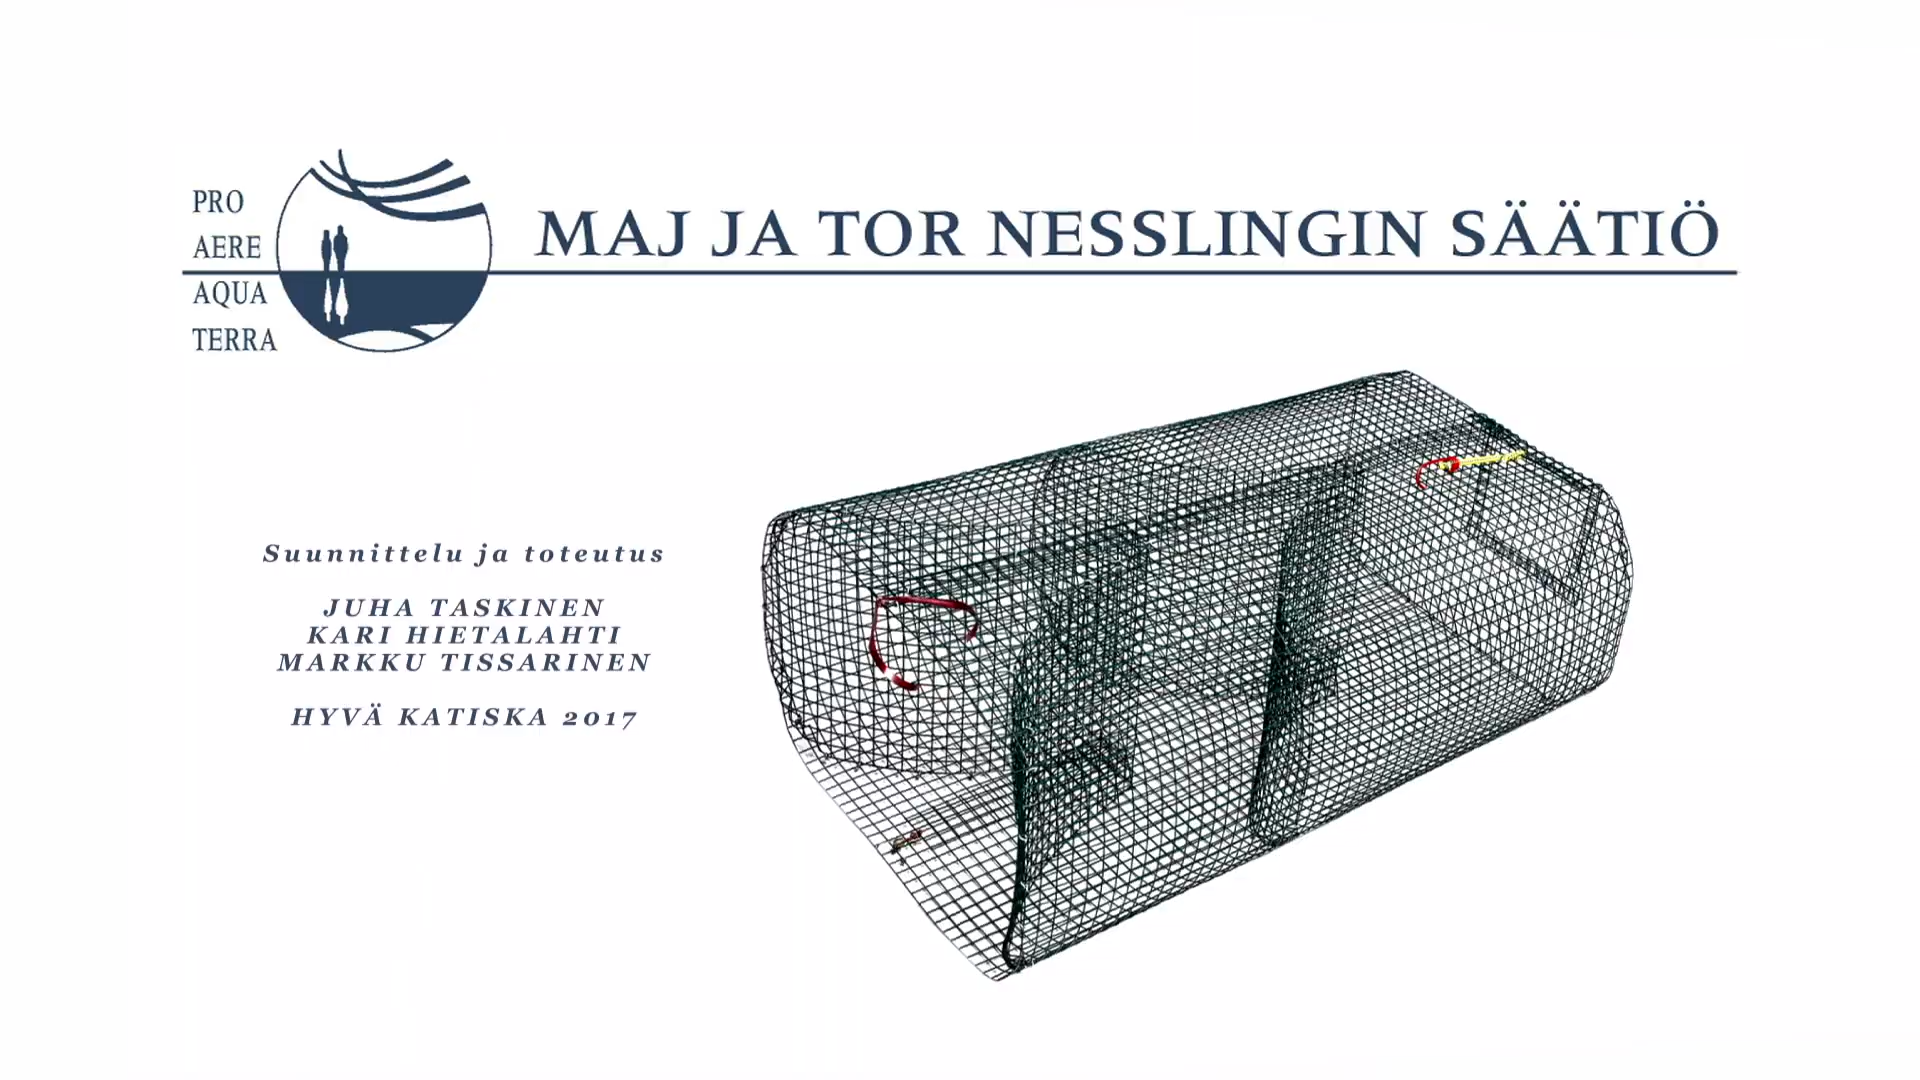 PRO
AERE
AQUA
TERRA
MAJ JA TOR NESSLINGIN SÄÄTIÖ
Suunnittelu ja toteutus
JUHA TASKINEN
KARI HIETALAHTI
MARKKU TISSARINEN
HYVÄ KATISKA 2017